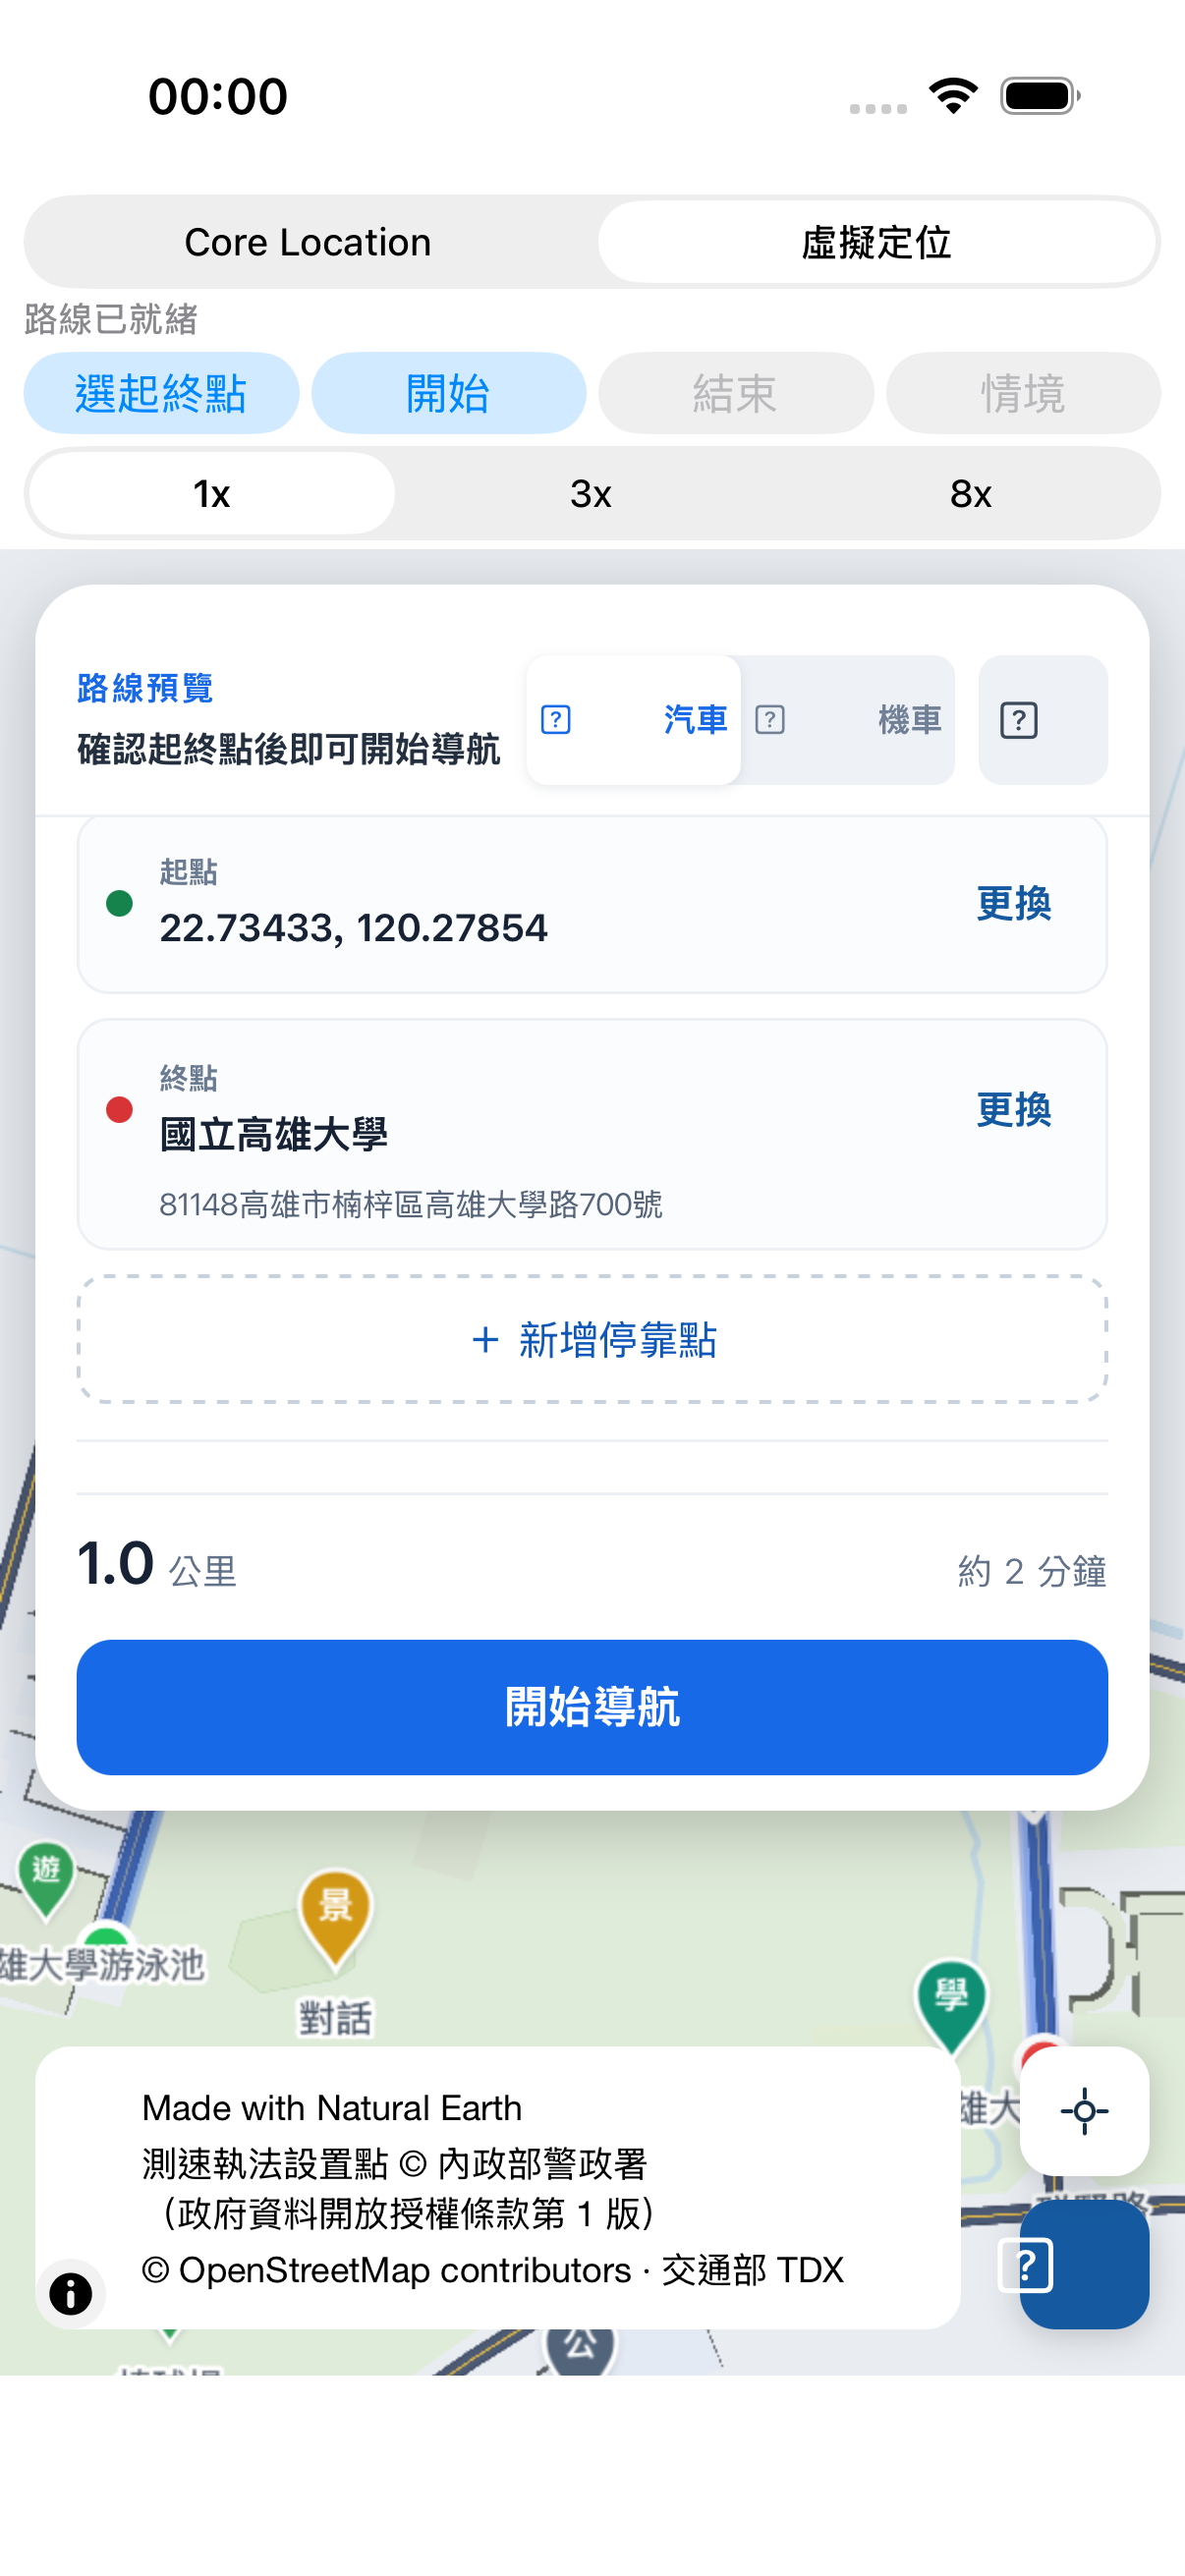 00:00
Core Location
虛擬定位
路線已就緒
選起終點
開始
結束
情境
1x
3x
8x
路線預覽
確認起終點後即可開始導航
汽車
機車
起點
22.73433, 120.27854
更換
終點
國立高雄大學
81148高雄市楠梓區高雄大學路700號
更換
+ 新增停靠點
1.0 公里
約 2 分鐘
開始導航
遊
雄大學游泳池
景
對話
學
雄大
Made with Natural Earth
測速執法設置點 © 內政部警政署
（政府資料開放授權條款第 1 版）
© OpenStreetMap contributors · 交通部 TDX
公